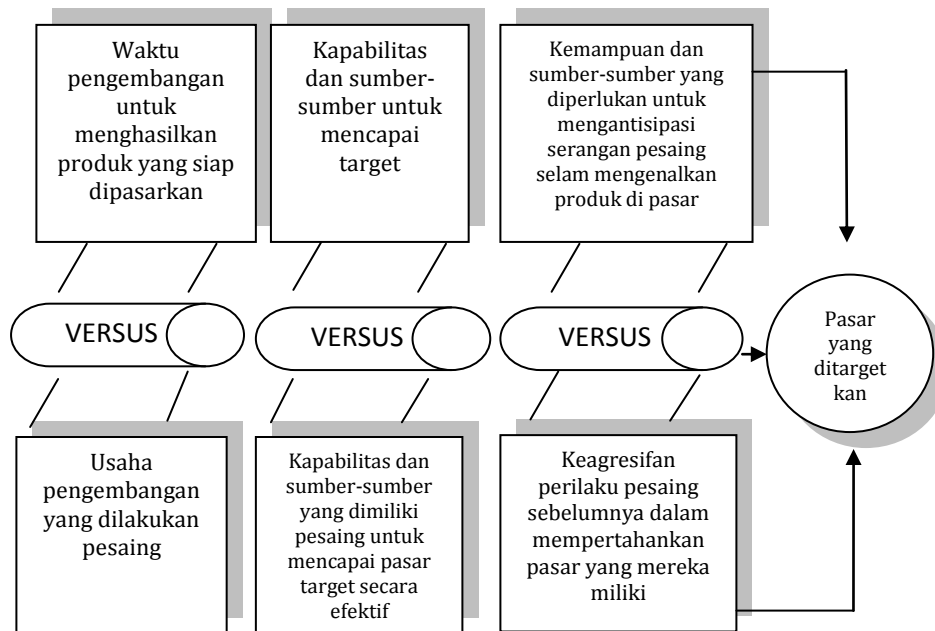 Waktu
pengembangan
untuk
menghasilkan
produk yang siap
dipasarkan
Kapabilitas
dan sumber-
sumber untuk
mencapai
target
Kemampuan dan
sumber-sumber yang
diperlukan untuk
mengantisipasi
serangan pesaing
selam mengenalkan
produk di pasar
VERSUS
VERSUS
VERSUS
Pasar
yang
ditarget
kan
Usaha
pengembangan
yang dilakukan
pesaing
Kapabilitas dan
sumber-sumber
yang dimiliki
pesaing untuk
mencapai pasar
target secara
efektif
Keagresifan
perilaku pesaing
sebelumnya dalam
mempertahankan
pasar yang mereka
miliki